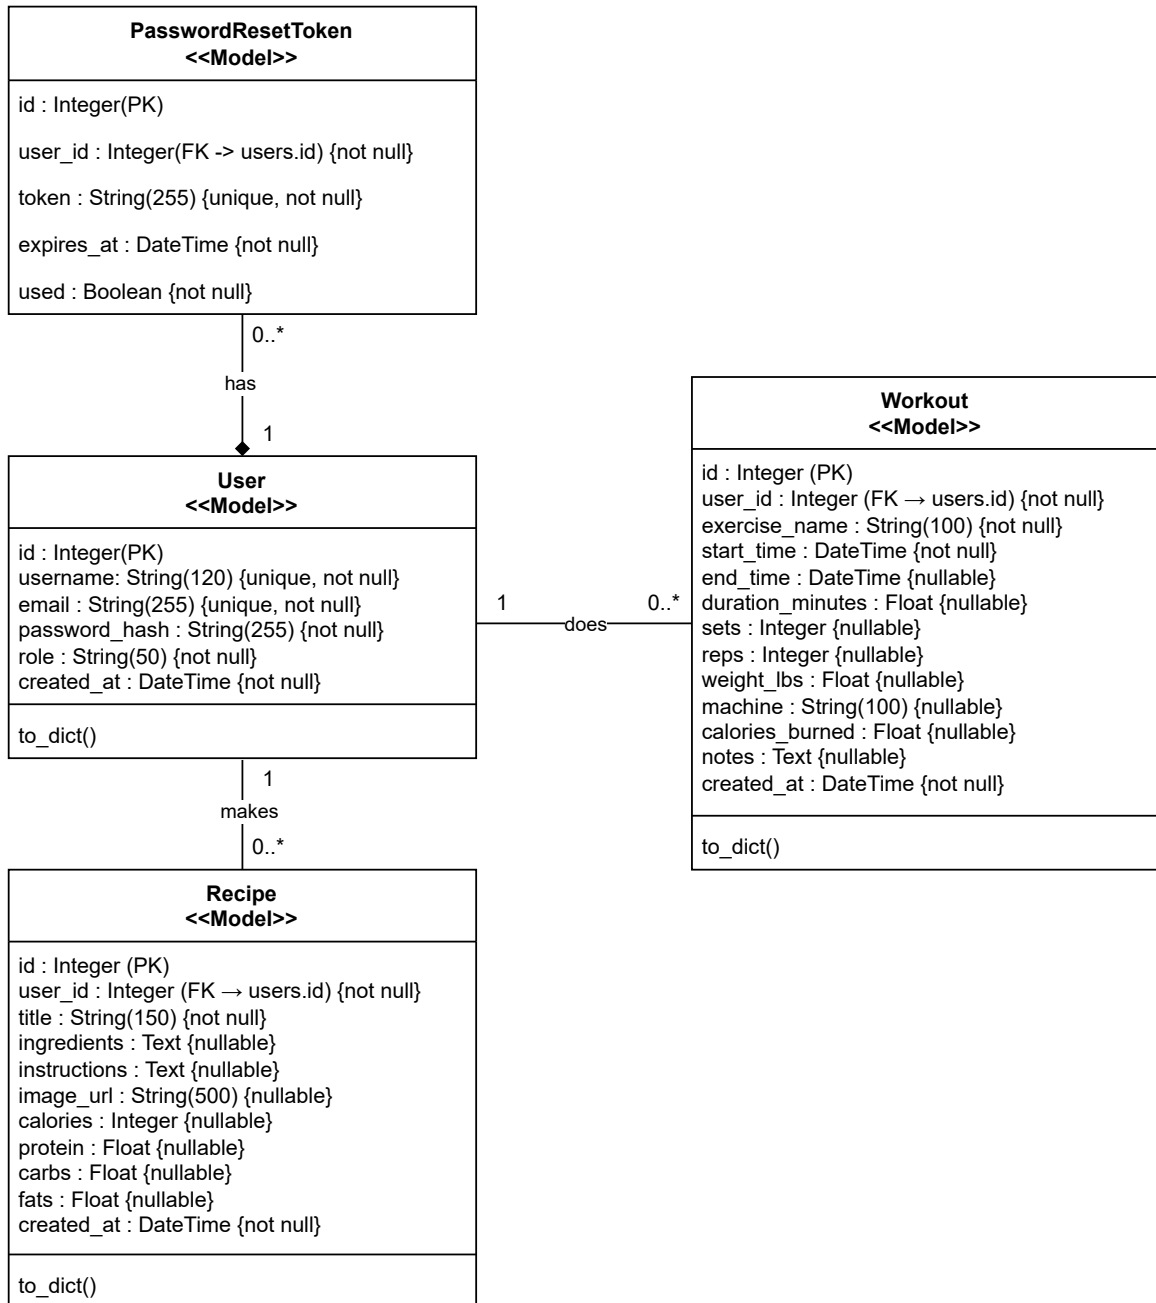 PasswordResetToken
<<Model>>
id : Integer(PK)
user_id : Integer(FK -> users.id) {not null}
token : String(255) {unique, not null}
expires_at : DateTime {not null}
used : Boolean {not null}
0..*
has
1
User
<<Model>>
id : Integer(PK)
username: String(120) {unique, not null}
email : String(255) {unique, not null}
password_hash : String(255) {not null}
role : String(50) {not null}
created_at : DateTime {not null}
to_dict()
1
does
0..*
Workout
<<Model>>
id : Integer (PK)
user_id : Integer (FK → users.id) {not null}
exercise_name : String(100) {not null}
start_time : DateTime {not null}
end_time : DateTime {nullable}
duration_minutes : Float {nullable}
sets : Integer {nullable}
reps : Integer {nullable}
weight_lbs : Float {nullable}
machine : String(100) {nullable}
calories_burned : Float {nullable}
notes : Text {nullable}
created_at : DateTime {not null}
to_dict()
1
makes
0..*
Recipe
<<Model>>
id : Integer (PK)
user_id : Integer (FK → users.id) {not null}
title : String(150) {not null}
ingredients : Text {nullable}
instructions : Text {nullable}
image_url : String(500) {nullable}
calories : Integer {nullable}
protein : Float {nullable}
carbs : Float {nullable}
fats : Float {nullable}
created_at : DateTime {not null}
to_dict()